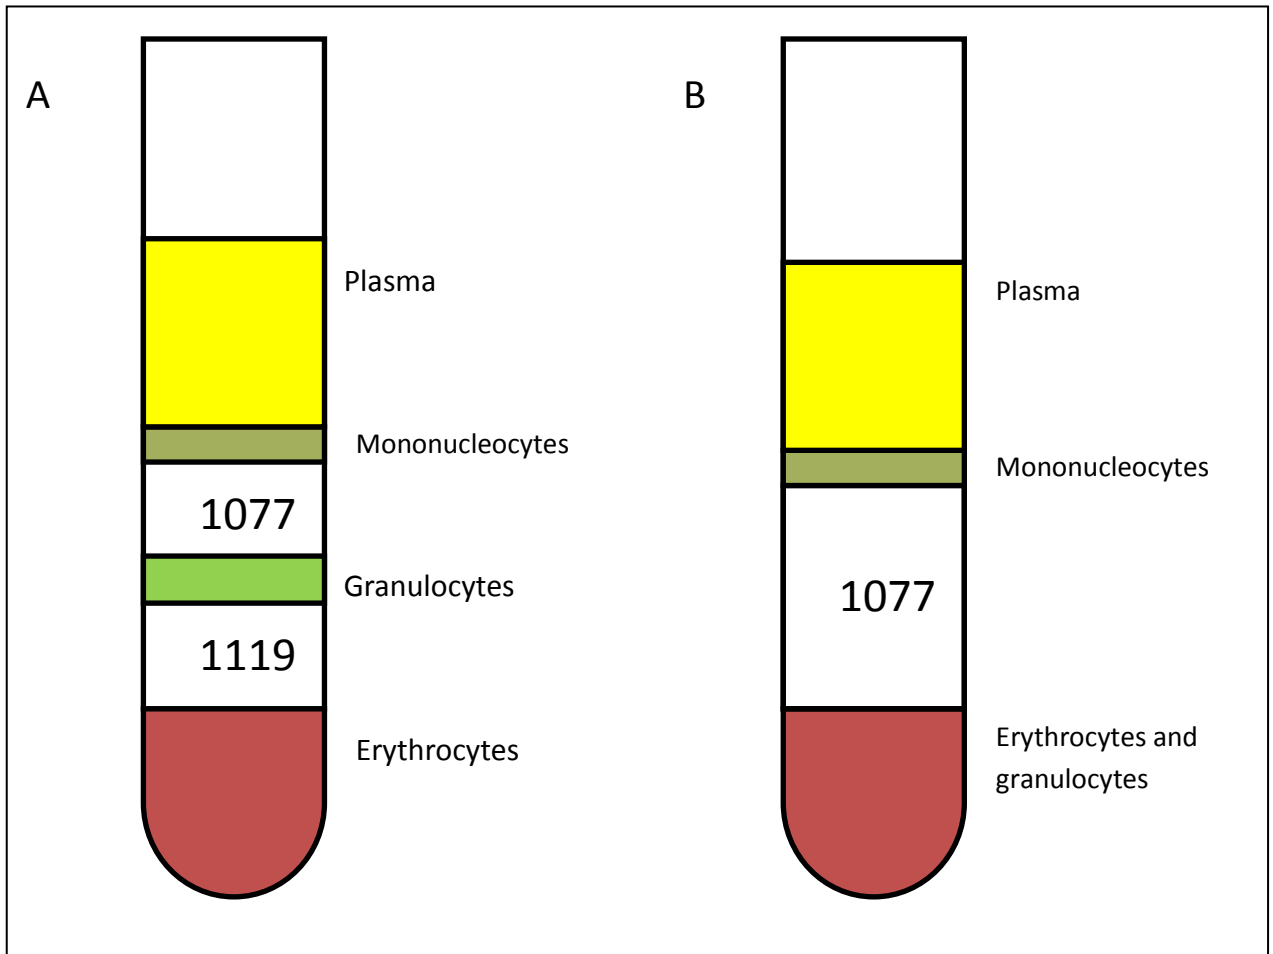 A
Plasma
Mononucleocytes
1077
Granulocytes
1119
Erythrocytes
B
Plasma
Mononucleocytes
1077
Erythrocytes and
granulocytes